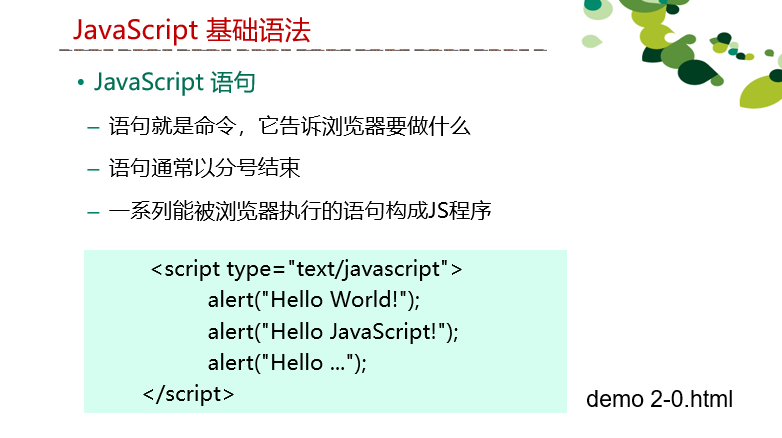 JavaScript 基础语法
• JavaScript 语句
– 语句就是命令，它告诉浏览器要做什么
– 语句通常以分号结束
– 一系列能被浏览器执行的语句构成JS程序
<script type="text/javascript">
alert("Hello World!");
alert("Hello JavaScript!");
alert("Hello ...");
</script>
demo 2-0.html